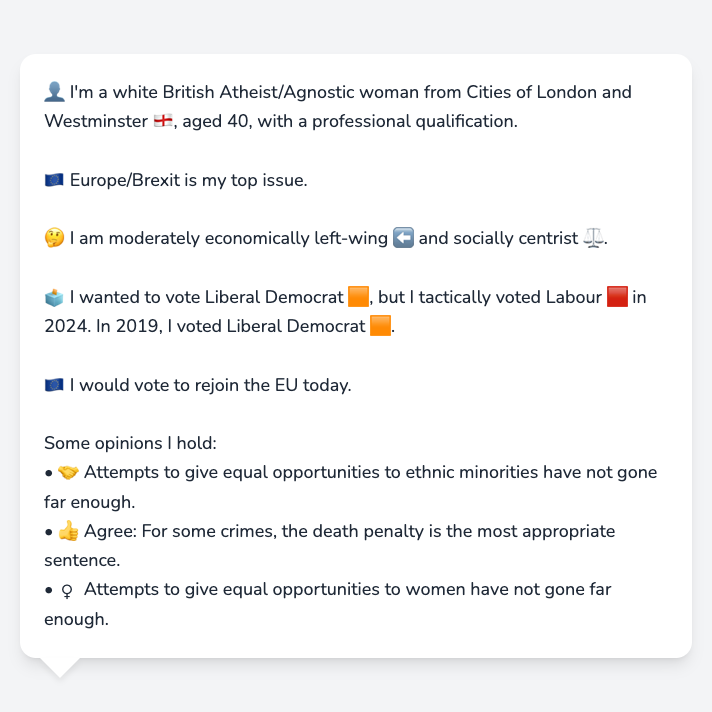 👤 I'm a white British Atheist/Agnostic woman from Cities of London and
Westminster 🏴󠁧󠁢󠁥󠁮󠁧󠁿, aged 40, with a professional qualification.
🇪🇺 Europe/Brexit is my top issue.
🤔 I am moderately economically left-wing ⬅️ and socially centrist ⚖️.
🗳️ I wanted to vote Liberal Democrat 🟧, but I tactically voted Labour 🟥 in
2024. In 2019, I voted Liberal Democrat 🟧.
🇪🇺 I would vote to rejoin the EU today.
Some opinions I hold:
• 🤝 Attempts to give equal opportunities to ethnic minorities have not gone
far enough.
• 👍 Agree: For some crimes, the death penalty is the most appropriate
sentence.
• ♀ Attempts to give equal opportunities to women have not gone far
enough.